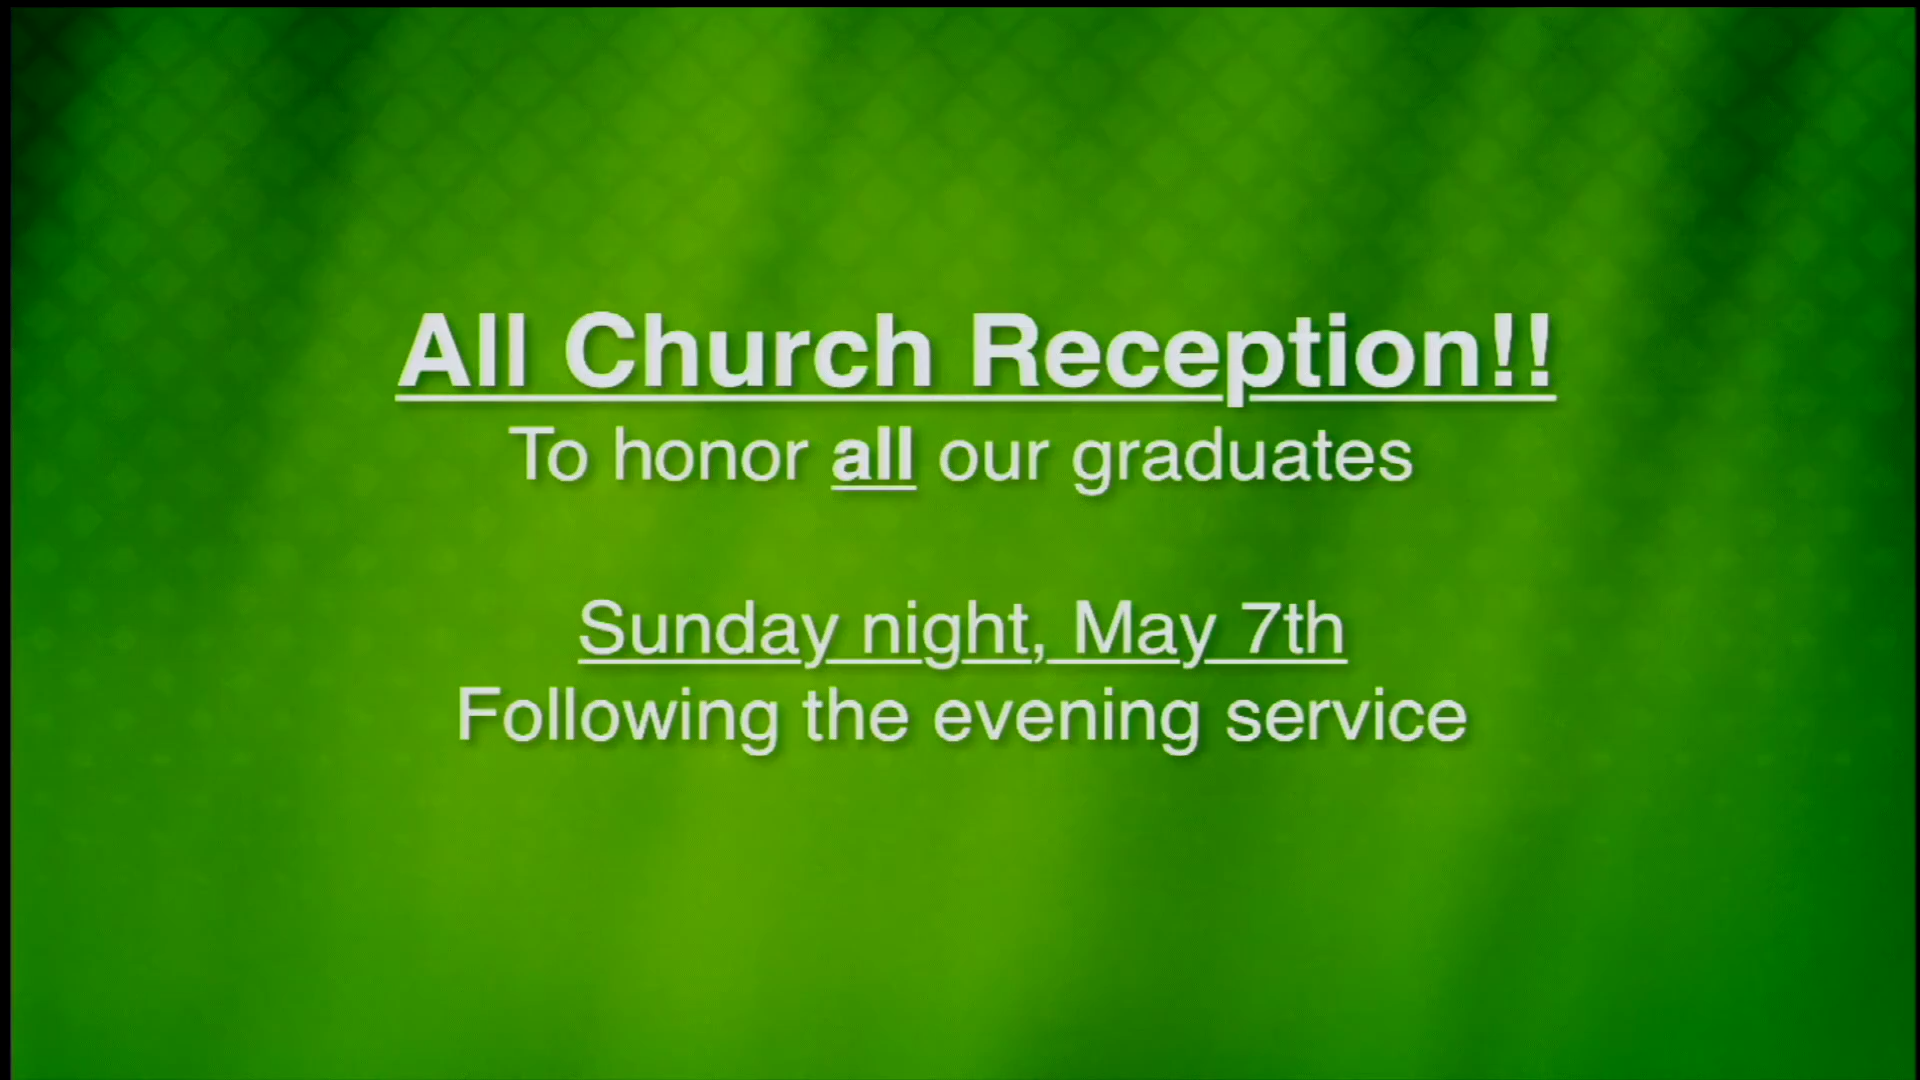 All Church Reception!!
To honor all our graduates
Sunday night, May 7th
Following the evening service